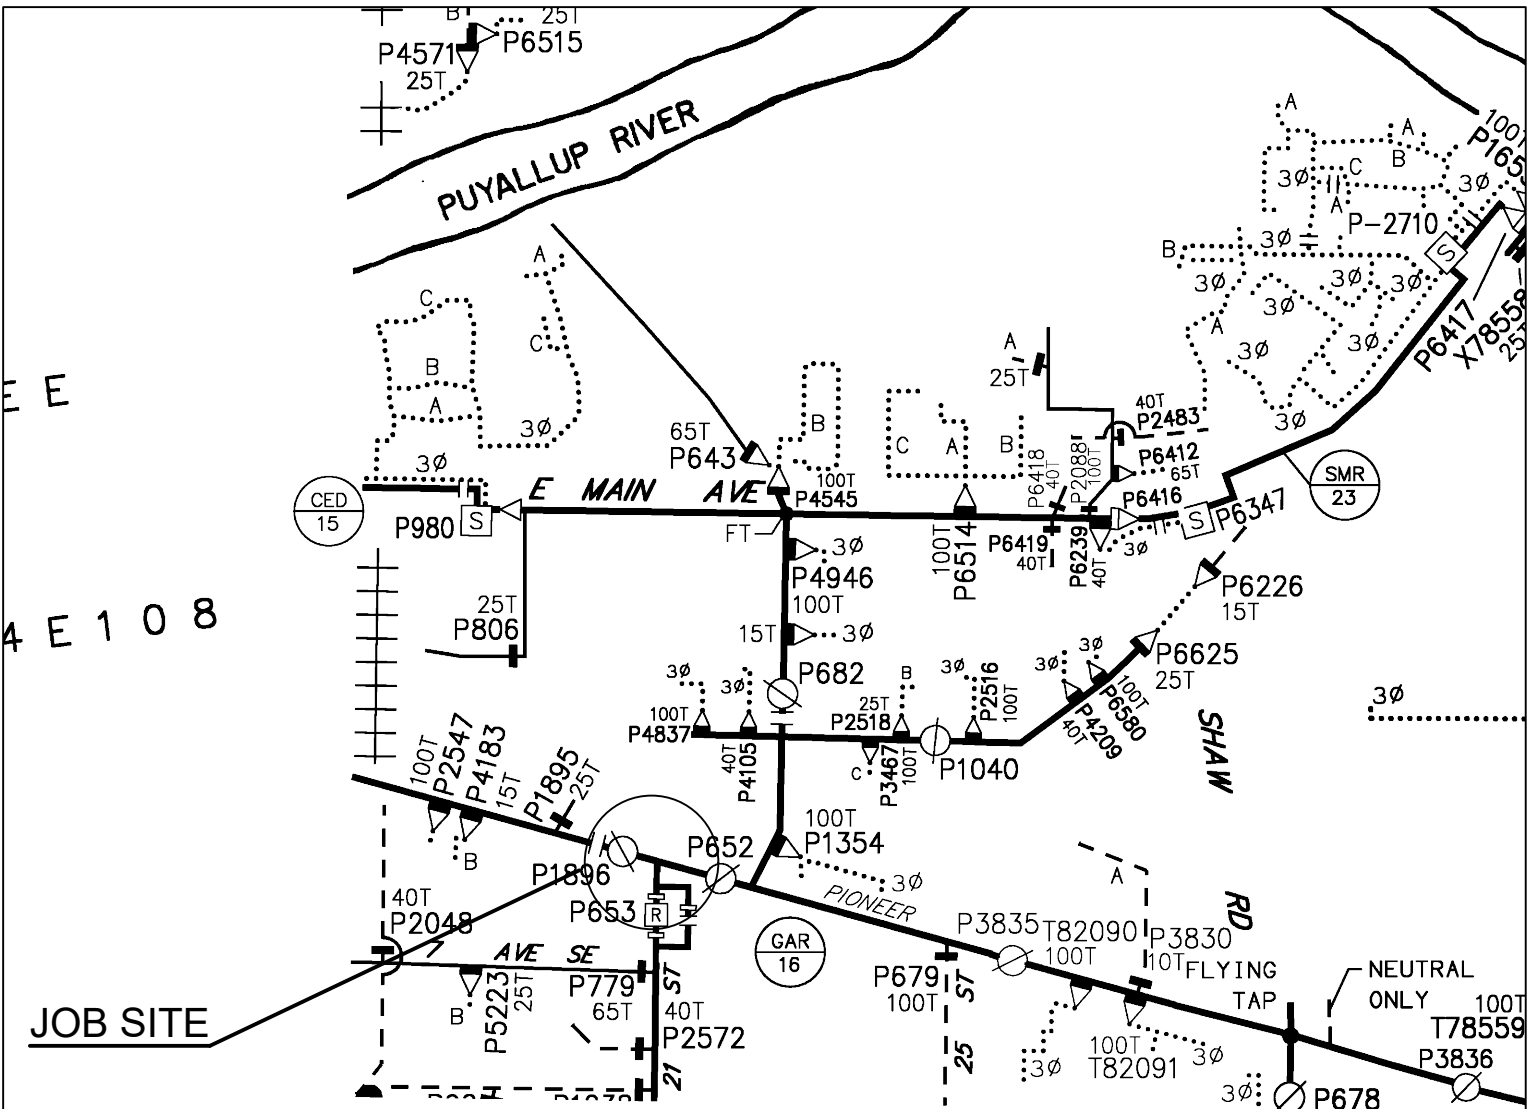 B
25T
P4571
P6515
25T
PUYALLUP RIVER
A
A
B
C
3Ø
A
3Ø
P-2710
3Ø
B
3Ø
3Ø
3Ø
3Ø
A
3Ø
3Ø
3Ø
100T
P6417
X78558
A
C
C
B
A
3Ø
3Ø
E E
4 E 1 0 8
CED
15
P980
S
E MAIN AVE
65T
P643
100T
P4545
B
FT
C
A
B
A
25T
40T
P2483
P6412
65T
P6418
40T
P2088
100T
P6416
P6347
S
S
SMR
23
P6419
40T
P6239
40T
3Ø
100T
P6514
3Ø
P4946
100T
15T
3Ø
25T
P806
P682
P6226
15T
P6625
25T
3Ø
3Ø
100T
P4837
40T
P4105
25T
P2518
B
3Ø
P2516
100T
C
P3467
100T
P1040
3Ø
3Ø
100T
P6580
P4209
40T
SHAW
RD
3Ø
100T
P2547
P4183
15T
P1895
25T
B
P1896
P652
100T
P1354
3Ø
PIONEER
P653
R
GAR
16
40T
P2048
7
AVE SE
P779
65T
P5223
25T
B
JOB SITE
40T
P2572
21 ST
P679
100T
25 ST
P3835
T82090
100T
A
P3830
10T
FLYING
TAP
NEUTRAL
ONLY
100T
T78559
P3836
3Ø
100T
T82091
3Ø
3Ø
P678